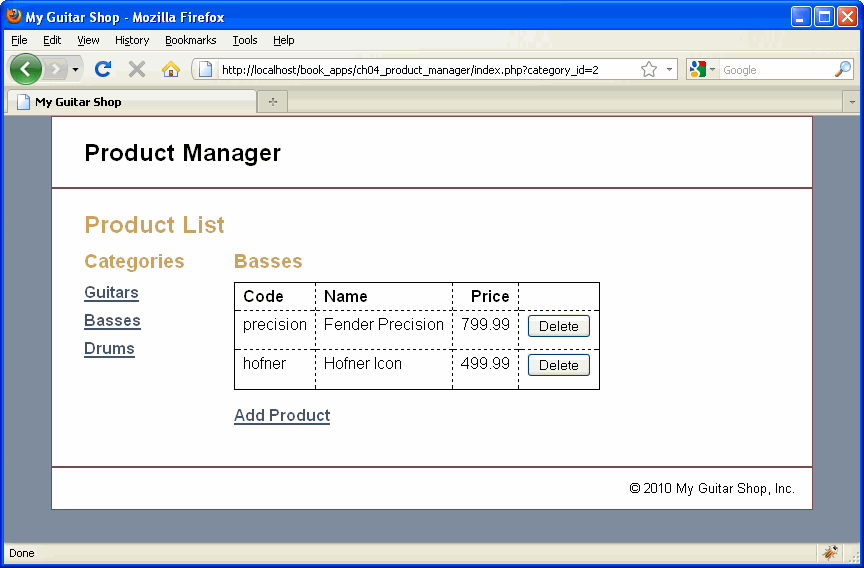 My Guitar Shop - Mozilla Firefox
File Edit View History Bookmarks Tools Help
http://localhost/book_apps/ch04_product_manager/index.php?category_id=2
Google
My Guitar Shop
Product Manager
Product List
Categories
Guitars
Basses
Drums
Basses
Code Name Price
precision Fender Precision 799.99 Delete
hofner Hofner Icon 499.99 Delete
Add Product
© 2010 My Guitar Shop, Inc.
Done